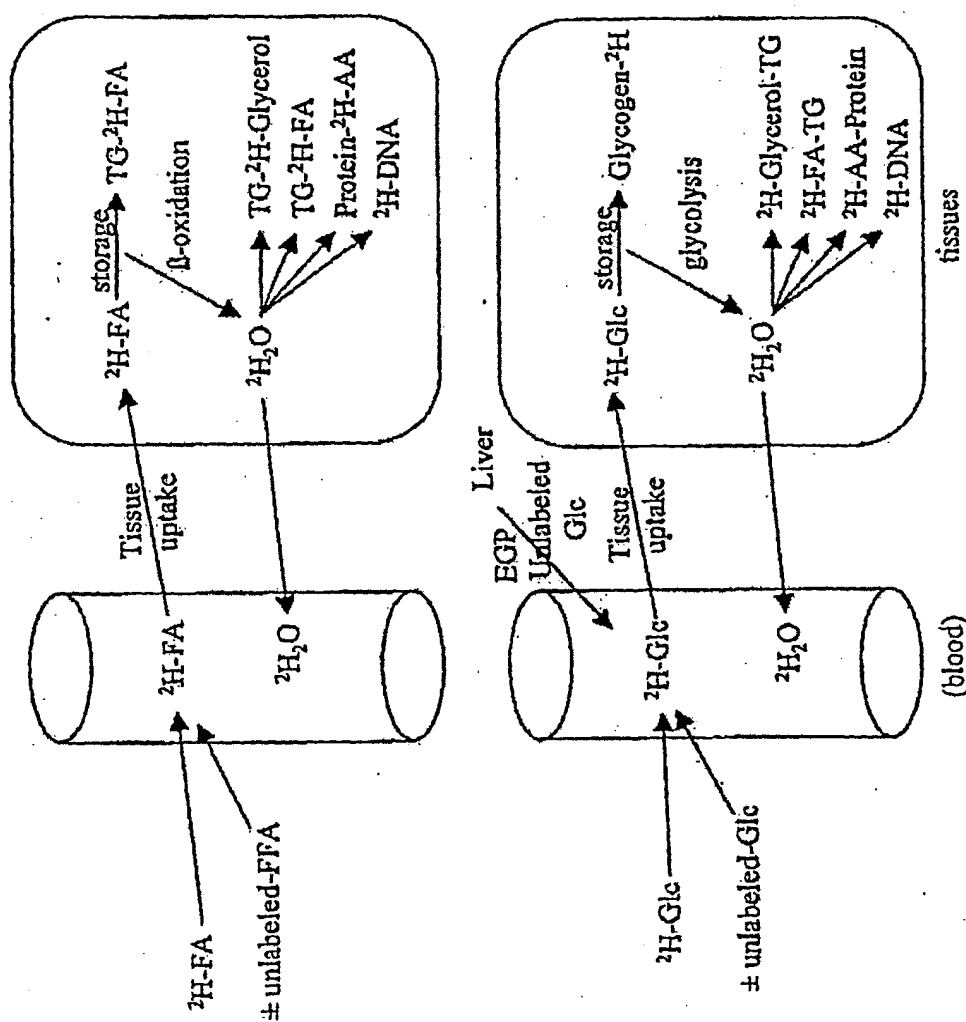 ²H-FA
± unlabeled-FFA
²H-FA
²H₂O
Tissue
uptake
²H-FA
storage
TG-²H-FA
ß-oxidation
²H₂O
TG-²H-Glycerol
TG-²H-FA
Protein-²H-AA
²H-DNA
²H-Glc
± unlabeled-Glc
²H-Glc
²H₂O
(blood)
Liver
EGP
Unlabeled
Glc
Tissue
uptake
²H-Glc
storage
Glycogen-²H
glycolysis
²H₂O
²H-Glycerol-TG
²H-FA-TG
²H-AA-Protein
²H-DNA
tissues